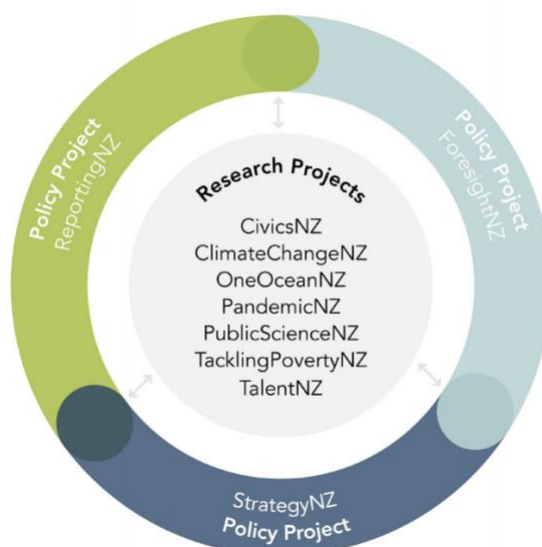 Policy Project
ReportingNZ
Policy Project
ForesightNZ
Research Projects
CivicsNZ
ClimateChangeNZ
OneOceanNZ
PandemicNZ
PublicScienceNZ
TacklingPovertyNZ
TalentNZ
StrategyNZ
Policy Project